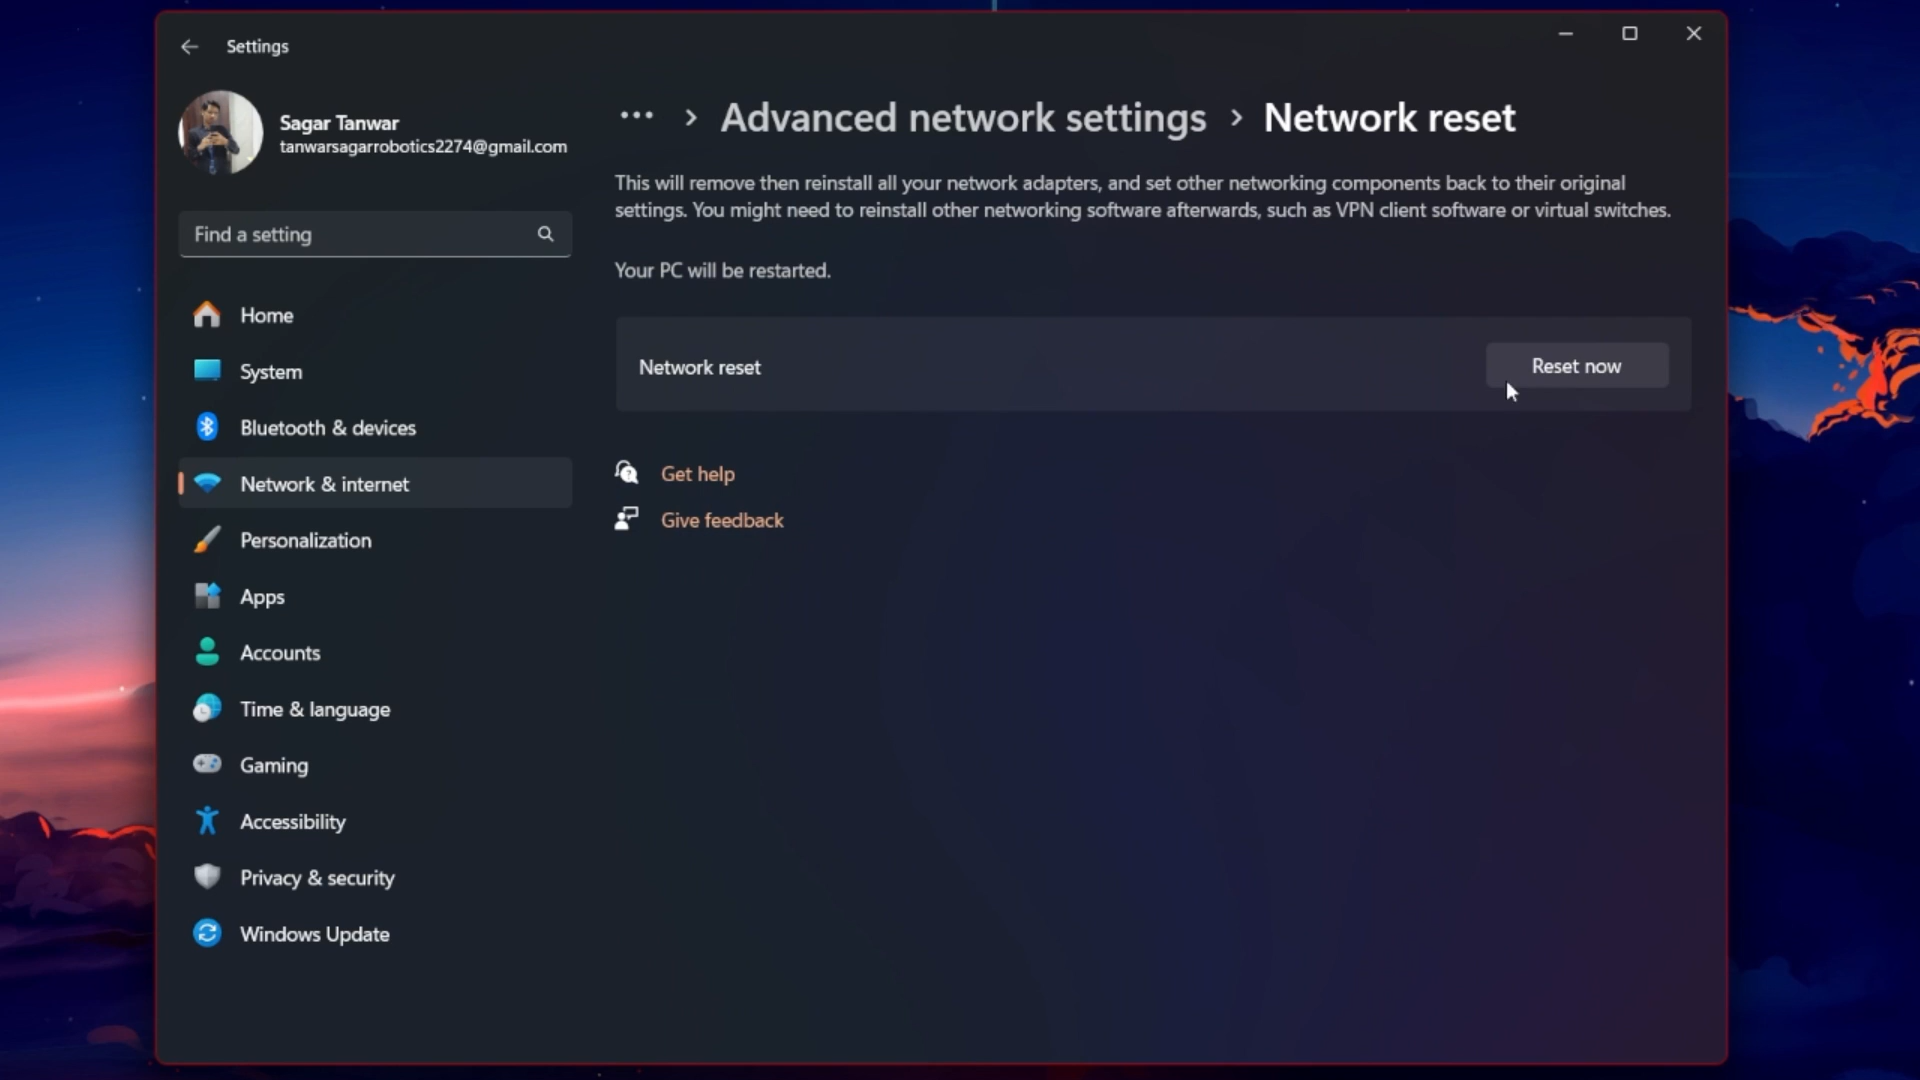 Settings
Sagar Tanwar
tanwarsagarrobotics2274@gmail.com
Find a setting
Home
System
Bluetooth & devices
Network & internet
Personalization
Apps
Accounts
Time & language
Gaming
Accessibility
Privacy & security
Windows Update
… > Advanced network settings > Network reset
This will remove then reinstall all your network adapters, and set other networking components back to their original
settings. You might need to reinstall other networking software afterwards, such as VPN client software or virtual switches.
Your PC will be restarted.
Network reset
Reset now
Get help
Give feedback